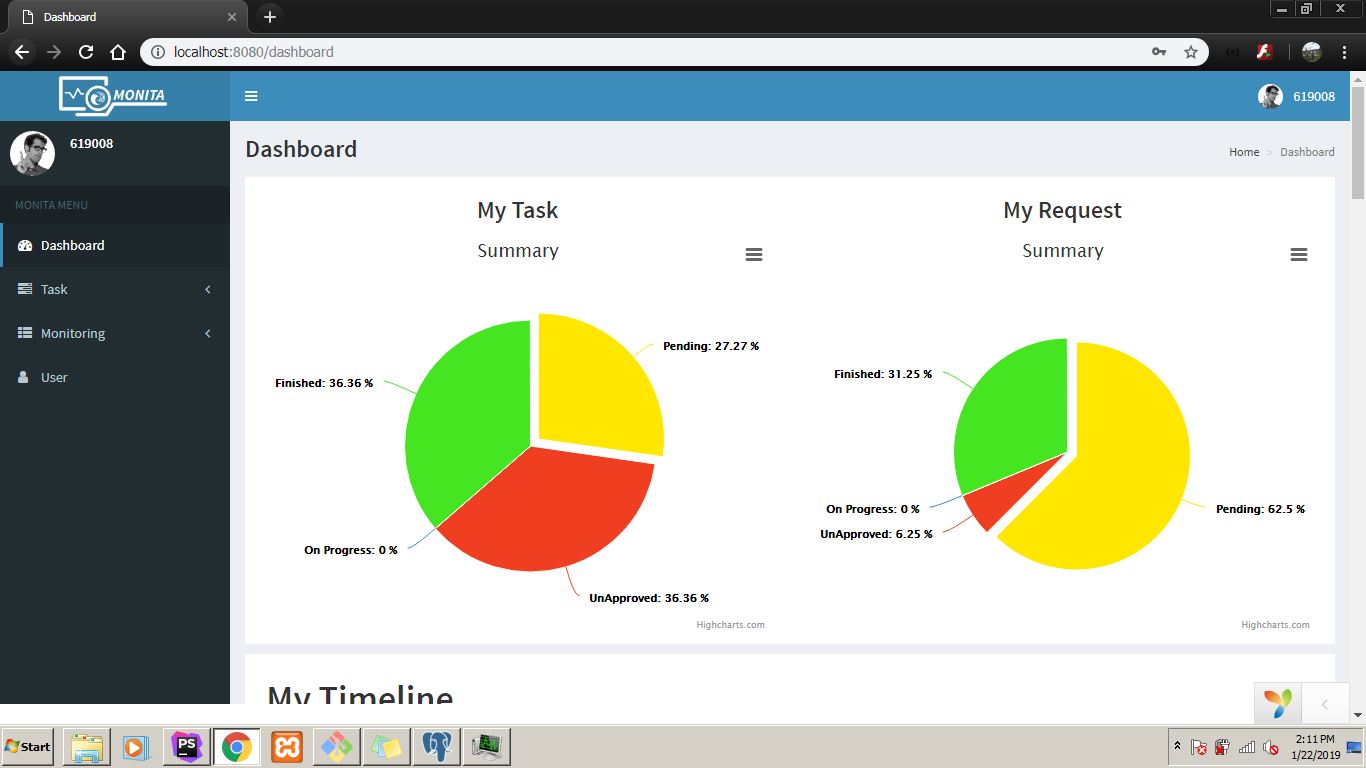 Dashboard
localhost:8080/dashboard
MONITA
619008
619008
MONITA MENU
Dashboard
Task
Monitoring
User
Dashboard
Home > Dashboard
My Task
Summary
Pending: 27.27 %
Finished: 36.36 %
On Progress: 0 %
UnApproved: 36.36 %
Highcharts.com
My Request
Summary
Finished: 31.25 %
On Progress: 0 %
UnApproved: 6.25 %
Pending: 62.5 %
Highcharts.com
My Timeline
Start
PS
2:11 PM
1/22/2019